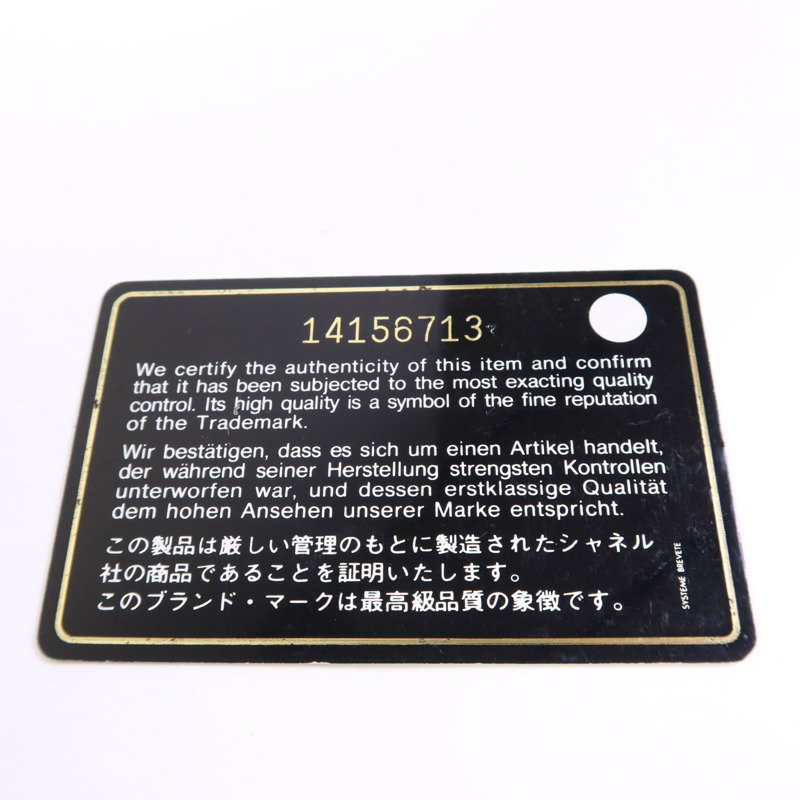 14156713
We certify the authenticity of this item and confirm
that it has been subjected to the most exacting quality
control. Its high quality is a symbol of the fine reputation
of the Trademark.
Wir bestätigen, dass es sich um einen Artikel handelt,
der während seiner Herstellung strengsten Kontrollen
unterworfen war, und dessen erstklassige Qualität
dem hohen Ansehen unserer Marke entspricht.
この製品は厳しい管理のもとに製造されたシャネル
社の商品であることを証明いたします。
このブランド・マークは最高級品質の象徴です。
SYSTEME BREVETE